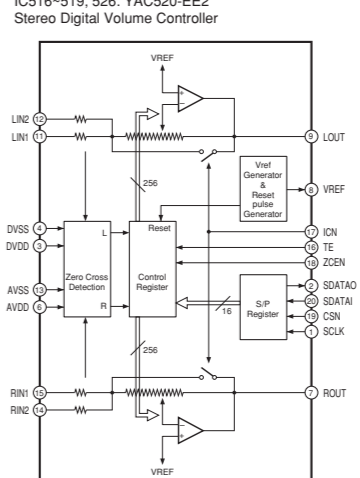 IC516~519, 526: YAC520-EE2
Stereo Digital Volume Controller
VREF
LIN2 12
LIN1 11
9 LOUT
256
Vref
Generator
&
Reset
pulse
Generator
8 VREF
DVSS 4
DVDD 3
L
Reset
17 ICN
16 TE
18 ZCEN
Zero Cross
Detection
Control
Register
AVSS 13
AVDD 6
R
16
S/P
Register
2 SDATAO
20 SDATAI
19 CSN
1 SCLK
256
RIN1 15
RIN2 14
7 ROUT
VREF